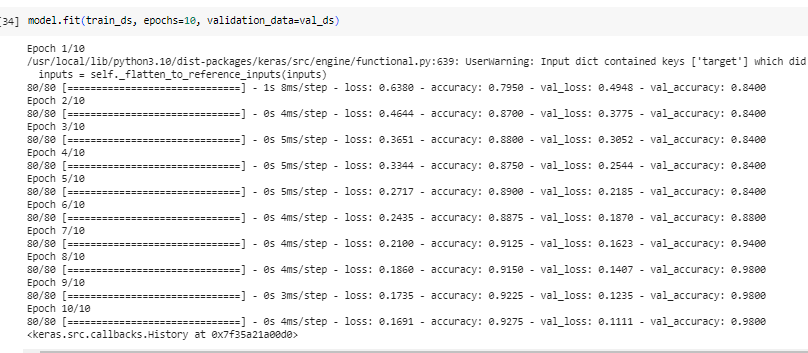 [34] model.fit(train_ds, epochs=10, validation_data=val_ds)
Epoch 1/10
/usr/local/lib/python3.10/dist-packages/keras/src/engine/functional.py:639: UserWarning: Input dict contained keys ['target'] which did
inputs = self._flatten_to_reference_inputs(inputs)
80/80 [==============================] - 1s 8ms/step - loss: 0.6380 - accuracy: 0.7950 - val_loss: 0.4948 - val_accuracy: 0.8400
Epoch 2/10
80/80 [==============================] - 0s 4ms/step - loss: 0.4644 - accuracy: 0.8700 - val_loss: 0.3775 - val_accuracy: 0.8400
Epoch 3/10
80/80 [==============================] - 0s 5ms/step - loss: 0.3651 - accuracy: 0.8800 - val_loss: 0.3052 - val_accuracy: 0.8400
Epoch 4/10
80/80 [==============================] - 0s 5ms/step - loss: 0.3344 - accuracy: 0.8750 - val_loss: 0.2544 - val_accuracy: 0.8400
Epoch 5/10
80/80 [==============================] - 0s 5ms/step - loss: 0.2717 - accuracy: 0.8900 - val_loss: 0.2185 - val_accuracy: 0.8400
Epoch 6/10
80/80 [==============================] - 0s 4ms/step - loss: 0.2435 - accuracy: 0.8875 - val_loss: 0.1870 - val_accuracy: 0.8800
Epoch 7/10
80/80 [==============================] - 0s 4ms/step - loss: 0.2100 - accuracy: 0.9125 - val_loss: 0.1623 - val_accuracy: 0.9400
Epoch 8/10
80/80 [==============================] - 0s 4ms/step - loss: 0.1860 - accuracy: 0.9150 - val_loss: 0.1407 - val_accuracy: 0.9800
Epoch 9/10
80/80 [==============================] - 0s 3ms/step - loss: 0.1735 - accuracy: 0.9225 - val_loss: 0.1235 - val_accuracy: 0.9800
Epoch 10/10
80/80 [==============================] - 0s 4ms/step - loss: 0.1691 - accuracy: 0.9275 - val_loss: 0.1111 - val_accuracy: 0.9800
<keras.src.callbacks.History at 0x7f35a21a00d0>